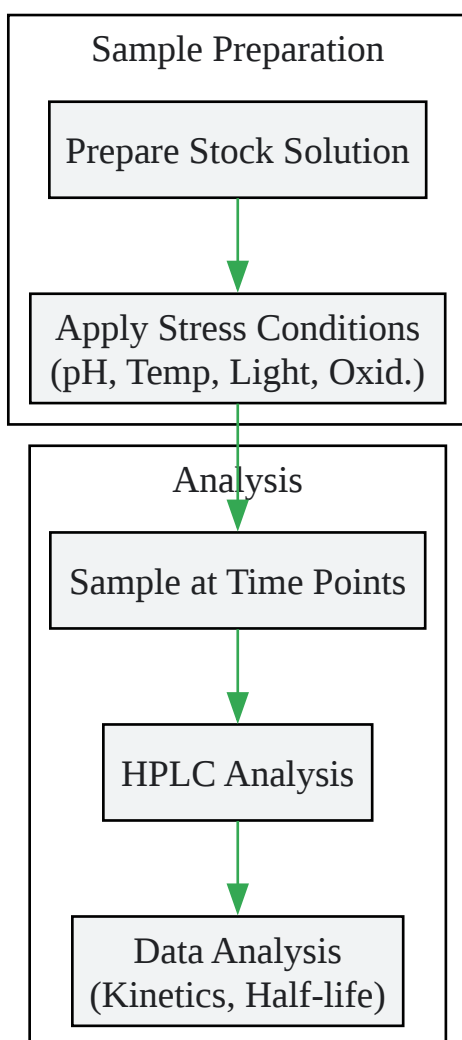 Sample Preparation
Prepare Stock Solution
Apply Stress Conditions
(pH, Temp, Light, Oxid.)
Analysis
Sample at Time Points
HPLC Analysis
Data Analysis
(Kinetics, Half-life)